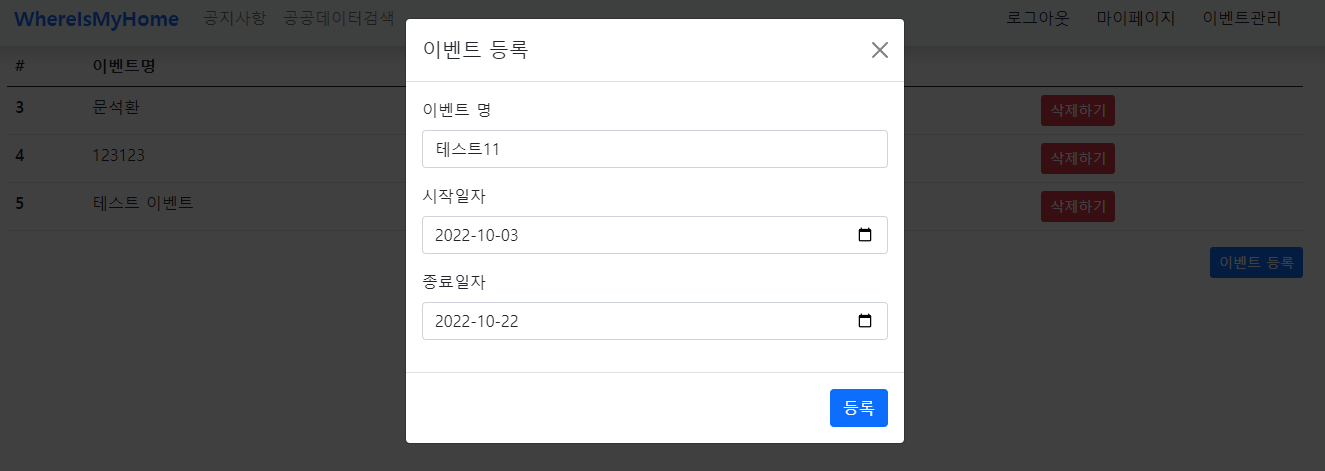 WhereIsMyHome 공지사항 공공데이터검색 로그아웃 마이페이지 이벤트관리
이벤트 등록
# 이벤트명
이벤트 명
3 문석환 삭제하기
테스트11
4 123123 삭제하기
시작일자
5 테스트 이벤트 삭제하기
2022-10-03
이벤트 등록
종료일자
2022-10-22
등록